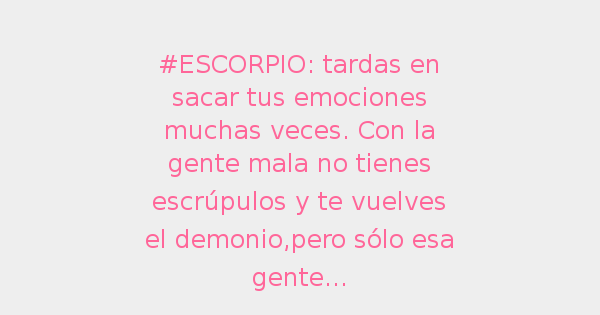 #ESCORPIO: tardas en
sacar tus emociones
muchas veces. Con la
gente mala no tienes
escrúpulos y te vuelves
el demonio,pero sólo esa
gente...